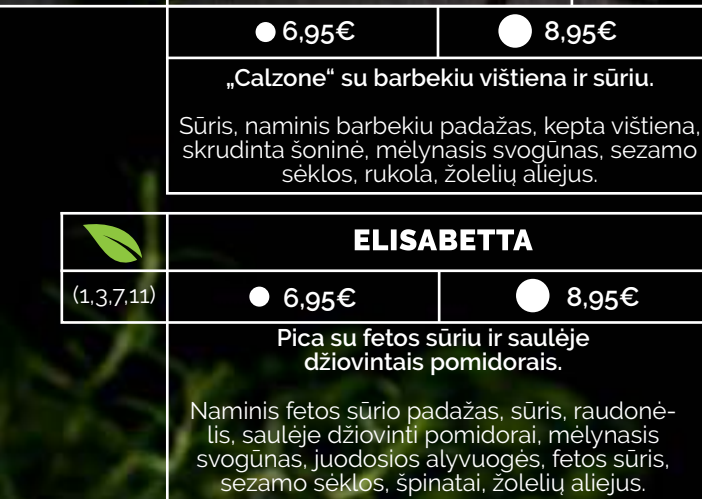 6,95€ 8,95€
„Calzone“ su barbekiu vištiena ir sūriu.
Sūris, naminis barbekiu padažas, kepta vištiena,
skrudinta šoninė, mėlynasis svogūnas, sezamo
sėklos, rukola, žolelių aliejus.
ELISABETTA
(1,3,7,11) 6,95€ 8,95€
Pica su fetos sūriu ir saulėje
džiovintais pomidorais.
Naminis fetos sūrio padažas, sūris, raudonė-
lis, saulėje džiovinti pomidorai, mėlynasis
svogūnas, juodosios alyvuogės, fetos sūris,
sezamo sėklos, špinatai, žolelių aliejus.